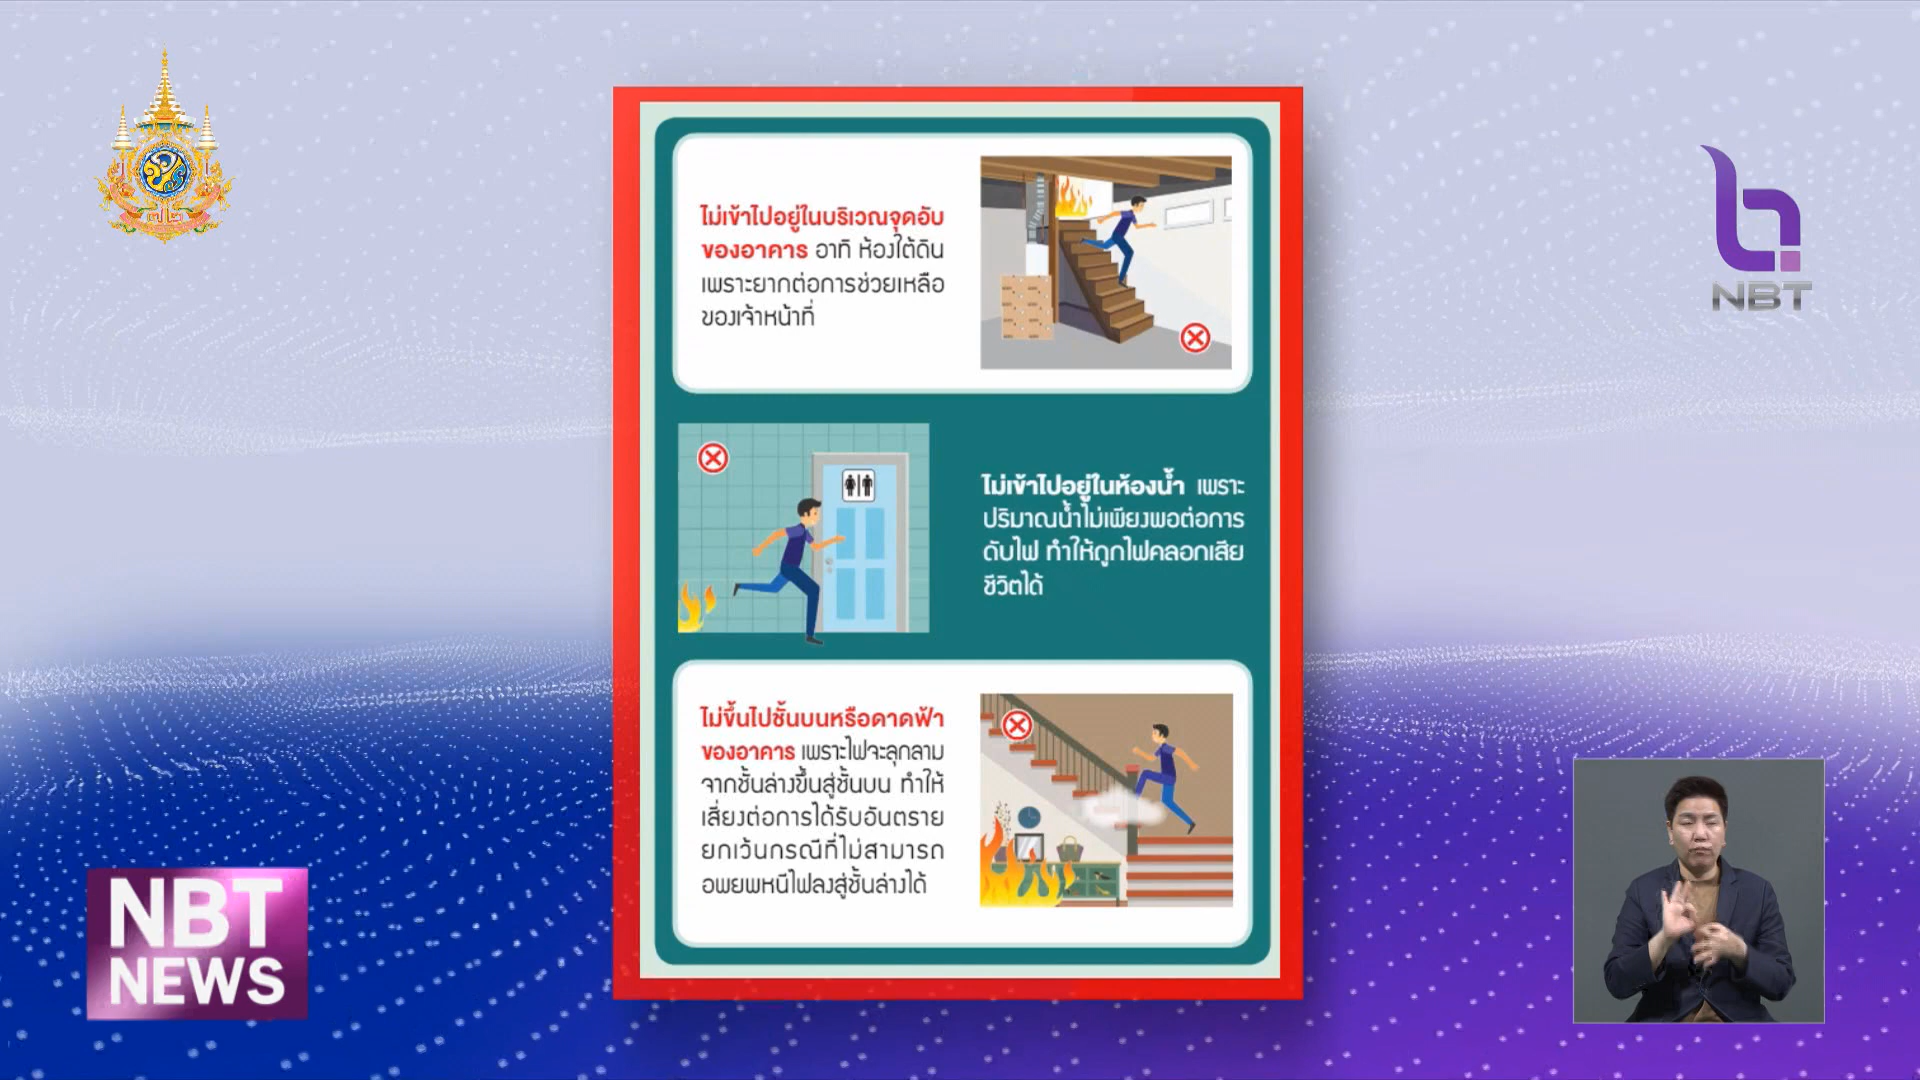 ไม่เข้าไปอยู่ในบริเวณจุดอับ
ของอาคาร อาทิ ห้องใต้ดิน
เพราะยากต่อการช่วยเหลือ
ของเจ้าหน้าที่
NBT
ไม่เข้าไปอยู่ในห้องน้ำ เพราะ
ปริมาณน้ำไม่เพียงพอต่อการ
ดับไฟ ทำให้ถูกไฟคลอกเสีย
ชีวิตได้
ไม่ขึ้นไปชั้นบนหรือดาดฟ้า
ของอาคาร เพราะไฟจะลุกลาม
จากชั้นล่างขึ้นสู่ชั้นบน ทำให้
เสี่ยงต่อการได้รับอันตราย
ยกเว้นกรณีที่ไม่สามารถ
อพยพหนีไฟลงสู่ชั้นล่างได้
NBT
NEWS